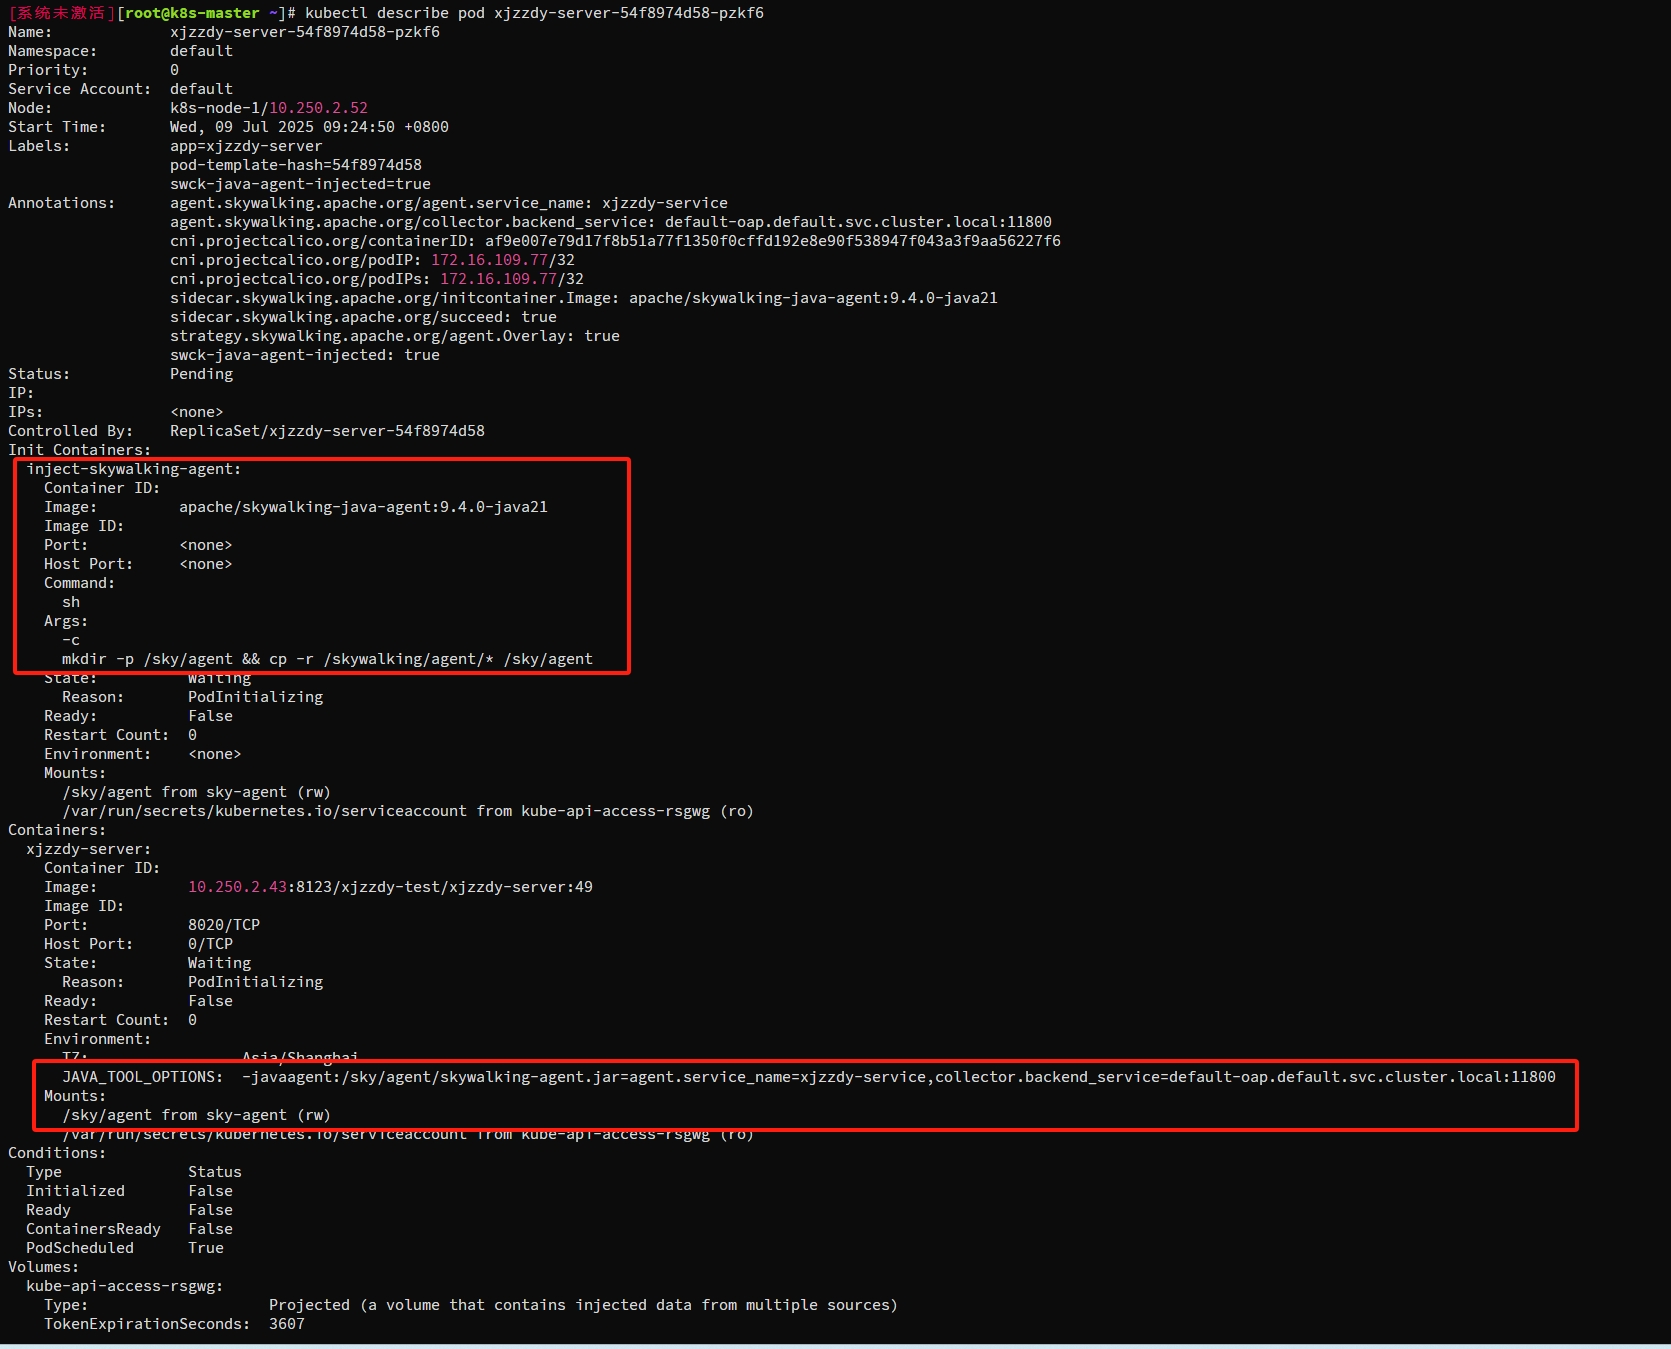 [系统未激活][root@k8s-master ~]# kubectl describe pod xjzzdy-server-54f8974d58-pzkf6
Name:             xjzzdy-server-54f8974d58-pzkf6
Namespace:        default
Priority:         0
Service Account:  default
Node:             k8s-node-1/10.250.2.52
Start Time:       Wed, 09 Jul 2025 09:24:50 +0800
Labels:           app=xjzzdy-server
                  pod-template-hash=54f8974d58
                  swck-java-agent-injected=true
Annotations:      agent.skywalking.apache.org/agent.service_name: xjzzdy-service
                  agent.skywalking.apache.org/collector.backend_service: default-oap.default.svc.cluster.local:11800
                  cni.projectcalico.org/containerID: af9e007e79d17f8b51a77f1350f0cffd192e8e90f538947f043a3f9aa56227f6
                  cni.projectcalico.org/podIP: 172.16.109.77/32
                  cni.projectcalico.org/podIPs: 172.16.109.77/32
                  sidecar.skywalking.apache.org/initcontainer.Image: apache/skywalking-java-agent:9.4.0-java21
                  sidecar.skywalking.apache.org/succeed: true
                  strategy.skywalking.apache.org/agent.Overlay: true
                  swck-java-agent-injected: true
Status:           Pending
IP:
IPs:              <none>
Controlled By:    ReplicaSet/xjzzdy-server-54f8974d58
Init Containers:
  inject-skywalking-agent:
    Container ID:
    Image:         apache/skywalking-java-agent:9.4.0-java21
    Image ID:
    Port:          <none>
    Host Port:     <none>
    Command:
      sh
    Args:
      -c
      mkdir -p /sky/agent && cp -r /skywalking/agent/* /sky/agent
    State:          Waiting
      Reason:       PodInitializing
    Ready:          False
    Restart Count:  0
    Environment:    <none>
    Mounts:
      /sky/agent from sky-agent (rw)
      /var/run/secrets/kubernetes.io/serviceaccount from kube-api-access-rsgwg (ro)
Containers:
  xjzzdy-server:
    Container ID:
    Image:          10.250.2.43:8123/xjzzdy-test/xjzzdy-server:49
    Image ID:
    Port:           8020/TCP
    Host Port:      0/TCP
    State:          Waiting
      Reason:       PodInitializing
    Ready:          False
    Restart Count:  0
    Environment:
      TZ:                 Asia/Shanghai
      JAVA_TOOL_OPTIONS:  -javaagent:/sky/agent/skywalking-agent.jar=agent.service_name=xjzzdy-service,collector.backend_service=default-oap.default.svc.cluster.local:11800
    Mounts:
      /sky/agent from sky-agent (rw)
      /var/run/secrets/kubernetes.io/serviceaccount from kube-api-access-rsgwg (ro)
Conditions:
  Type              Status
  Initialized       False
  Ready             False
  ContainersReady   False
  PodScheduled      True
Volumes:
  kube-api-access-rsgwg:
    Type:                    Projected (a volume that contains injected data from multiple sources)
    TokenExpirationSeconds:  3607